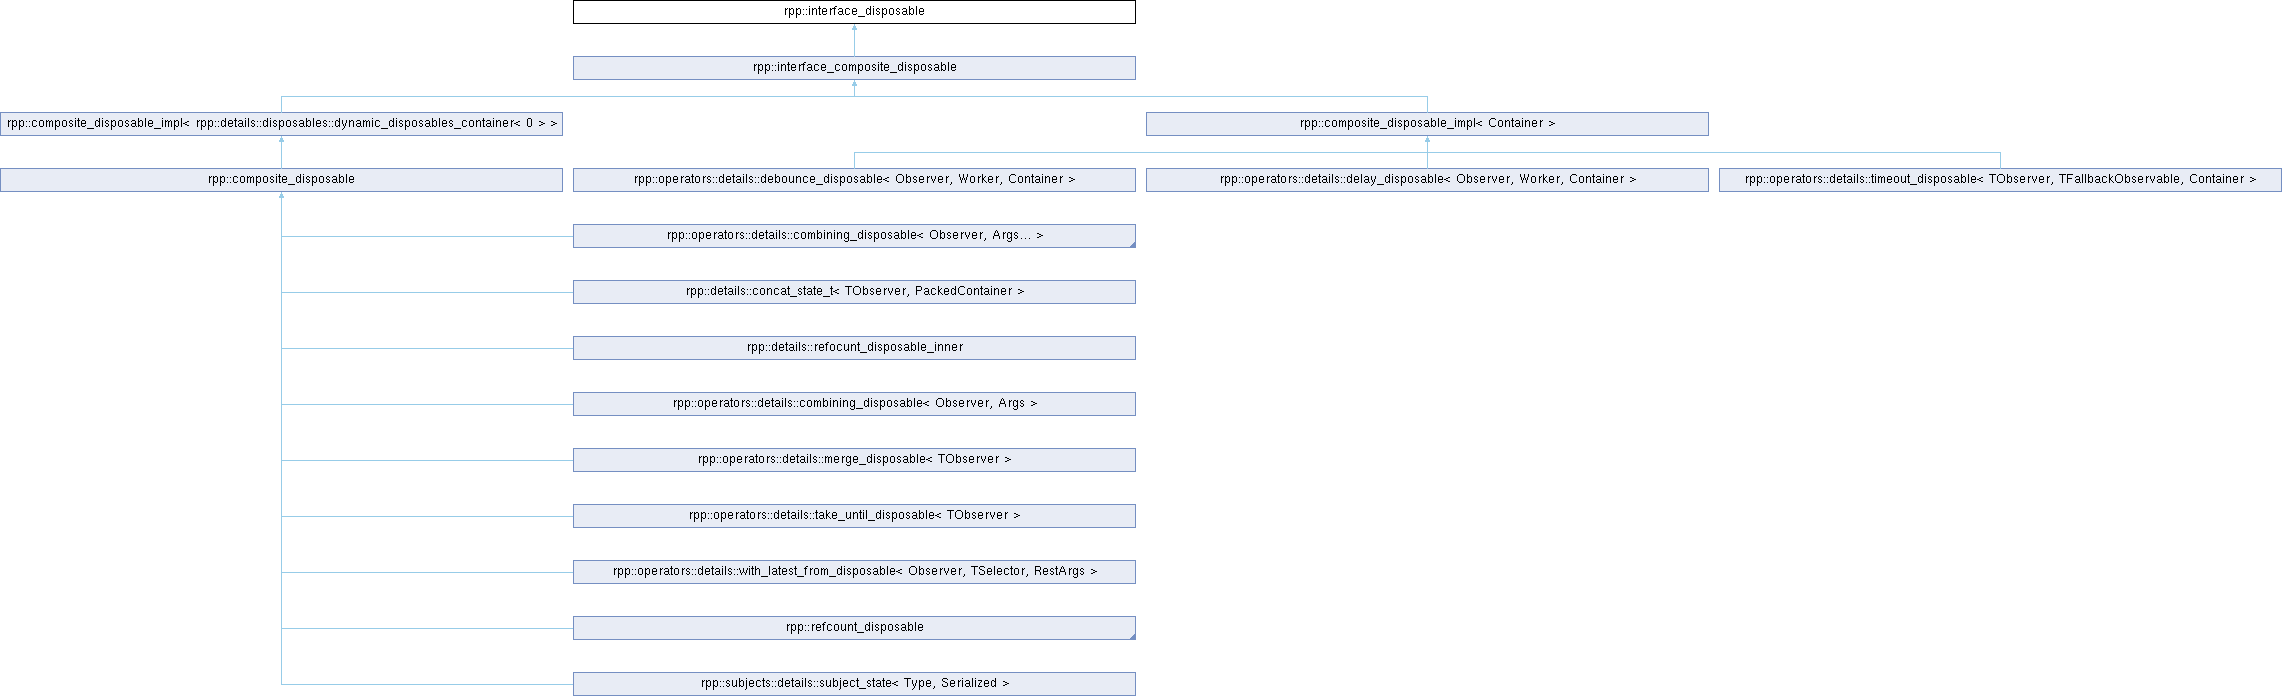 rpp::interface_disposable
rpp::interface_composite_disposable
rpp::composite_disposable_impl< rpp::details::disposables::dynamic_disposables_container< 0 > >
rpp::composite_disposable_impl< Container >
rpp::composite_disposable
rpp::operators::details::debounce_disposable< Observer, Worker, Container >
rpp::operators::details::delay_disposable< Observer, Worker, Container >
rpp::operators::details::timeout_disposable< TObserver, TFallbackObservable, Container >
rpp::operators::details::combining_disposable< Observer, Args... >
rpp::details::concat_state_t< TObserver, PackedContainer >
rpp::details::refocunt_disposable_inner
rpp::operators::details::combining_disposable< Observer, Args >
rpp::operators::details::merge_disposable< TObserver >
rpp::operators::details::take_until_disposable< TObserver >
rpp::operators::details::with_latest_from_disposable< Observer, TSelector, RestArgs >
rpp::refcount_disposable
rpp::subjects::details::subject_state< Type, Serialized >